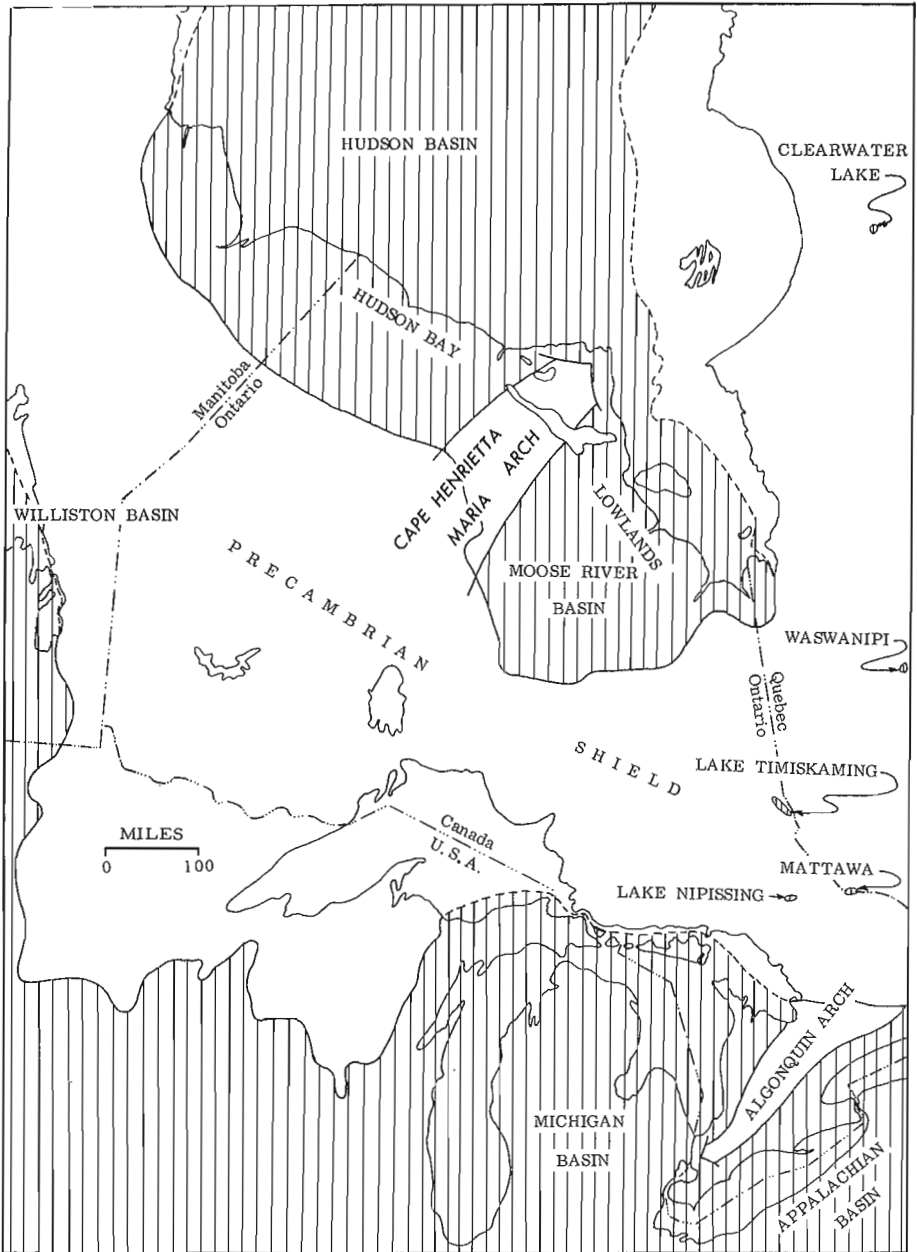 HUDSON BASIN
CLEARWATER
LAKE
HUDSON BAY
Manitoba
Ontario
CAPE HENRIETTA
MARIA ARCH
LOWLANDS
WILLISTON BASIN
PRECAMBRIAN
MOOSE RIVER
BASIN
WASWANIPI
Quebec
Ontario
SHIELD
LAKE TIMISKAMING
MILES
0 100
Canada
U.S.A.
MATTAWA
LAKE NIPISSING
ALGONQUIN ARCH
MICHIGAN
BASIN
APPALACHIAN
BASIN